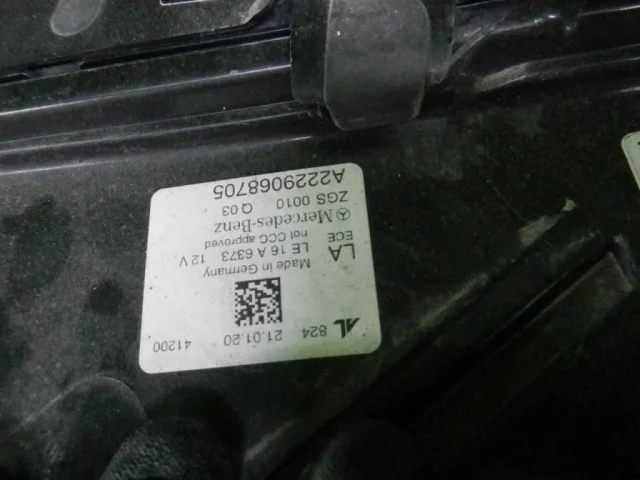 AL 824 21.01.20 41200
Made in Germany
LA LE 16 A 6373 12 V
ECE not CCC approved
Mercedes-Benz
ZGS 0010 Q 03
A2229068705